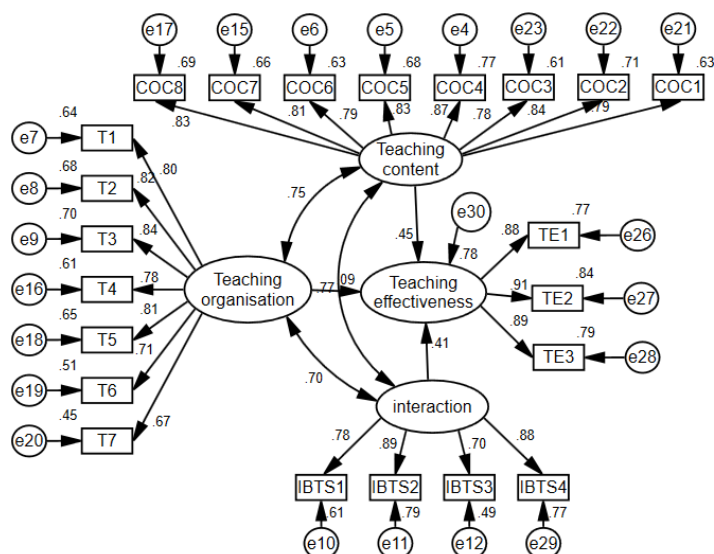 e17 e15 e6 e5 e4 e23 e22 e21
.69 .66 .63 .68 .77 .61 .71 .63
COC8 COC7 COC6 COC5 COC4 COC3 COC2 COC1
.83 .81 .79 .83 .87 .78 .84 .79
Teaching
content
.64
e7 T1 .80
.68
e8 T2 .82
.70
e9 T3 .84
.61
e16 T4 .78
.65
e18 T5 .81
.51
e19 T6 .71
.45
e20 T7 .67
Teaching
organisation
.75
.77
.09
.70
.45
e30
.78
Teaching
effectiveness
.41
.88 TE1 .77 e26
.91 TE2 .84 e27
.89 TE3 .79 e28
interaction
.78 .89 .70 .88
IBTS1 IBTS2 IBTS3 IBTS4
.61 .79 .49 .77
e10 e11 e12 e29